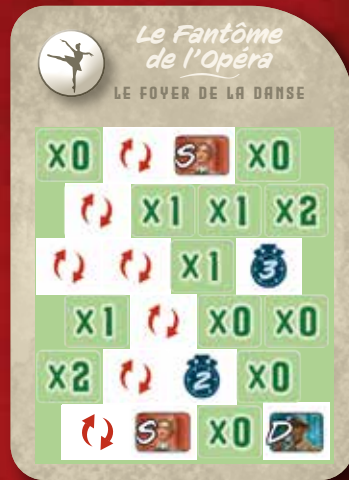 Le Fantôme
de l'Opéra
LE FOYER DE LA DANSE
x0 S x0
x1 x1 x2
x1 3
x1 x0 x0
x2 2 x0
S x0 D